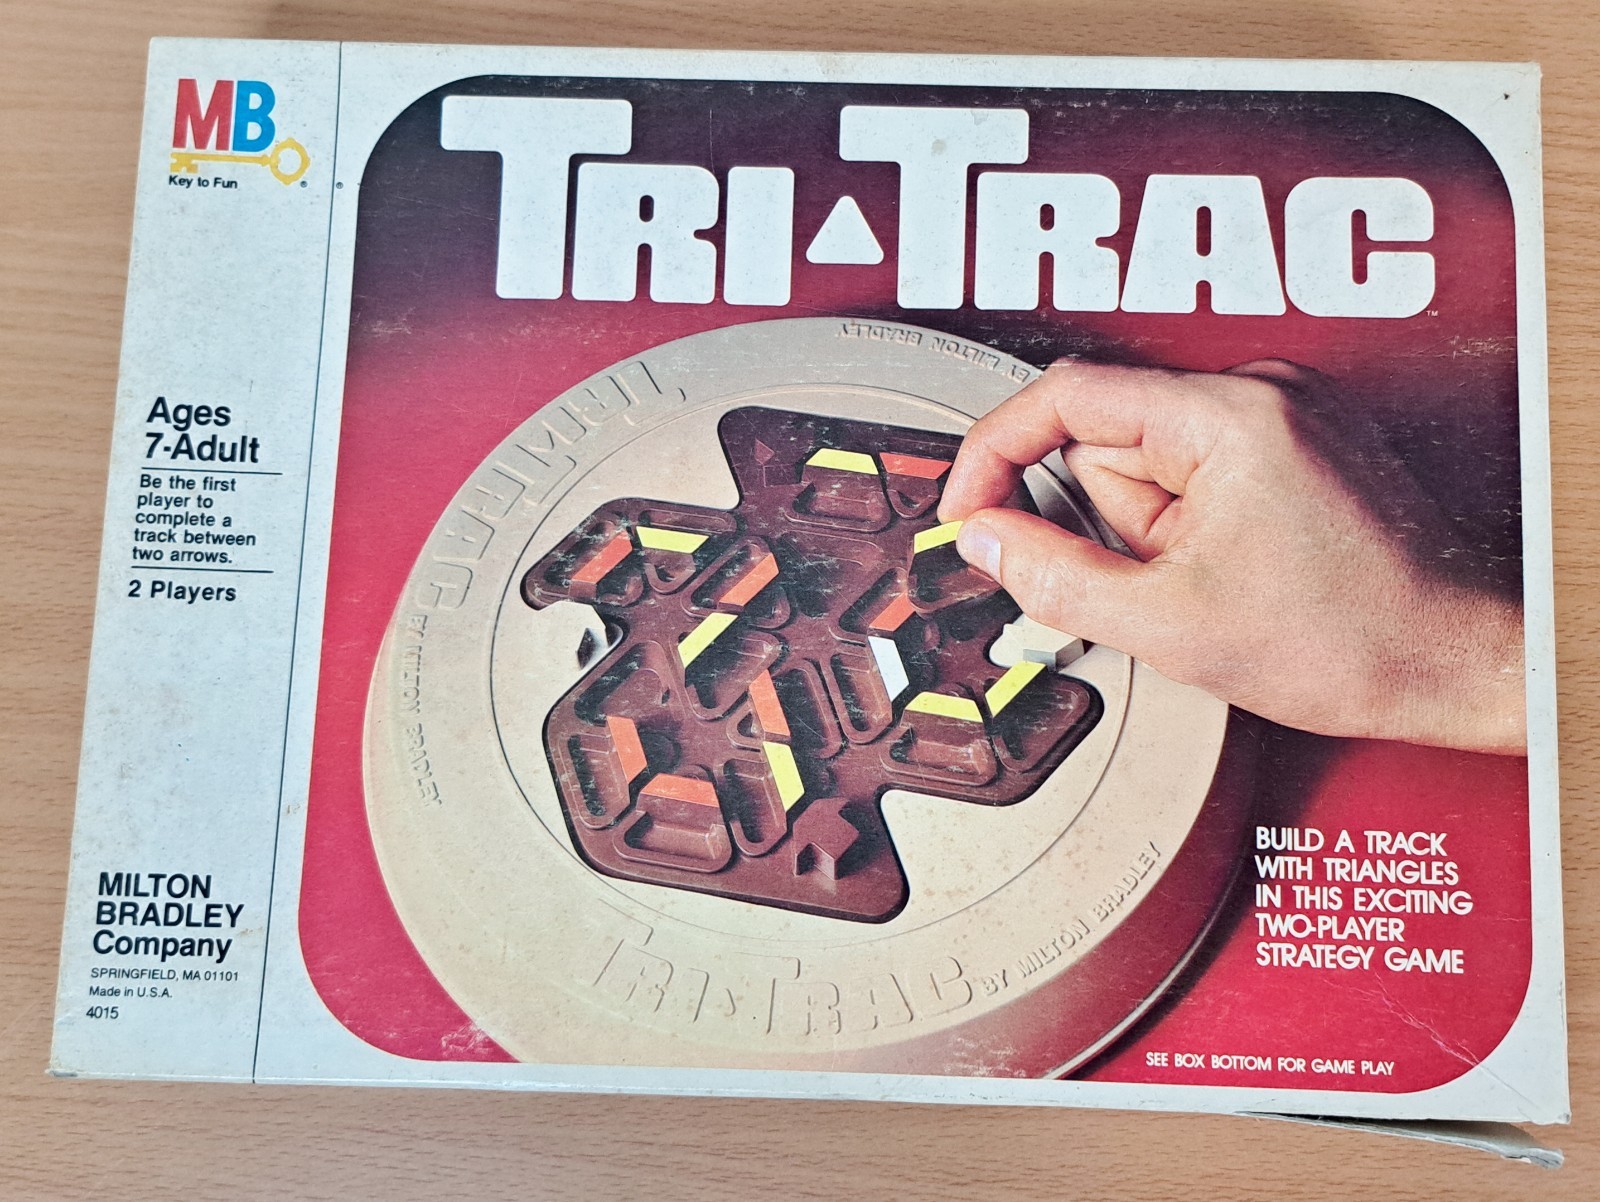 MB
Key to Fun
®
®
TRI▲TRAC
TM
Ages
7-Adult
Be the first
player to
complete a
track between
two arrows.
2 Players
MILTON
BRADLEY
Company
SPRINGFIELD, MA 01101
Made in U.S.A.
4015
TRI▲TRAC
BY MILTON BRADLEY
BY MILTON BRADLEY
TRI▲TRAC BY MILTON BRADLEY
BUILD A TRACK
WITH TRIANGLES
IN THIS EXCITING
TWO-PLAYER
STRATEGY GAME
SEE BOX BOTTOM FOR GAME PLAY